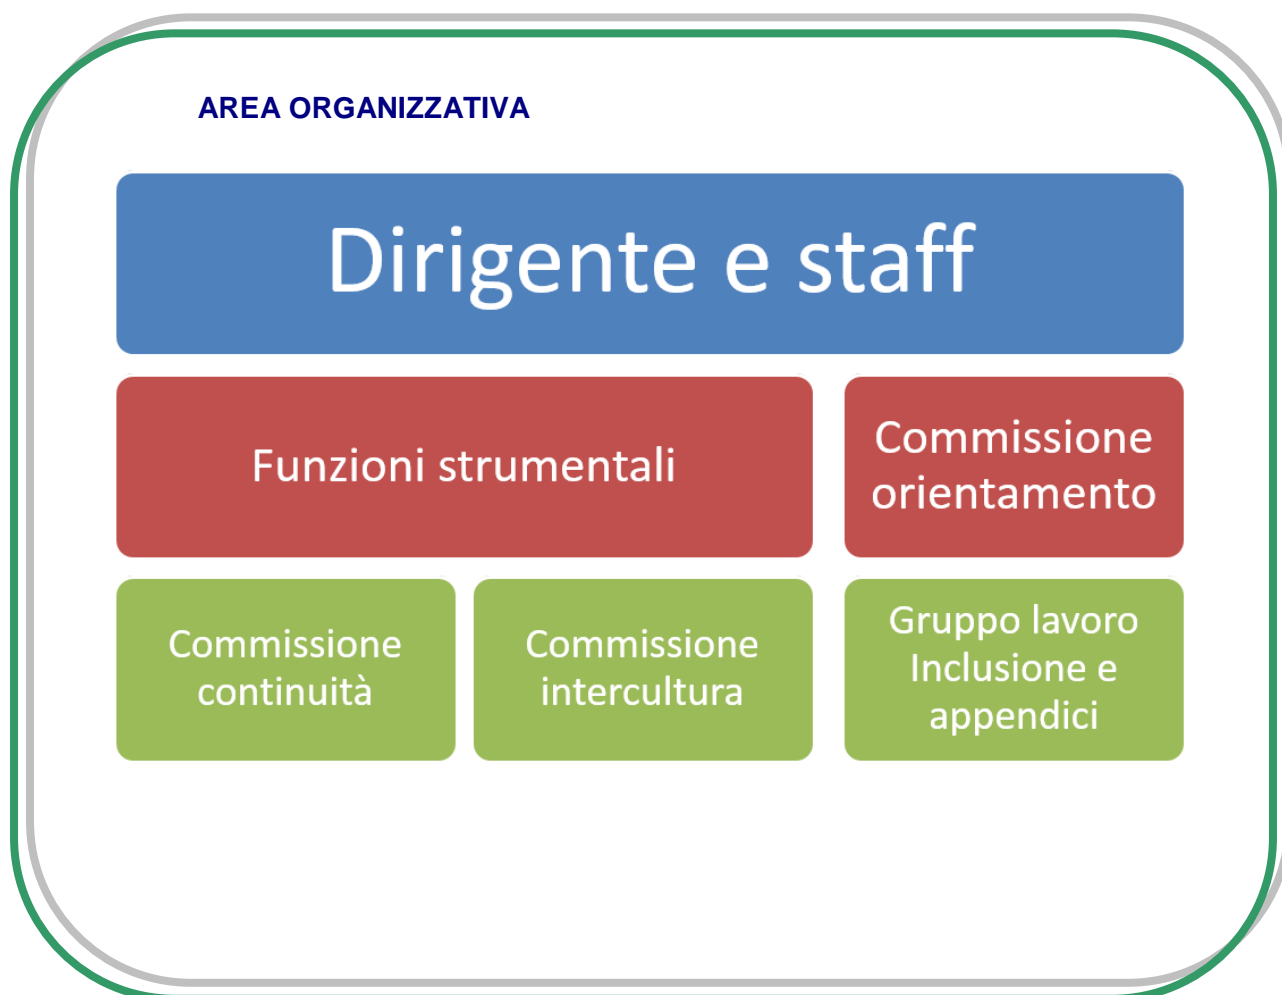 AREA ORGANIZZATIVA
Dirigente e staff
Funzioni strumentali
Commissione
orientamento
Commissione
continuità
Commissione
intercultura
Gruppo lavoro
Inclusione e
appendici